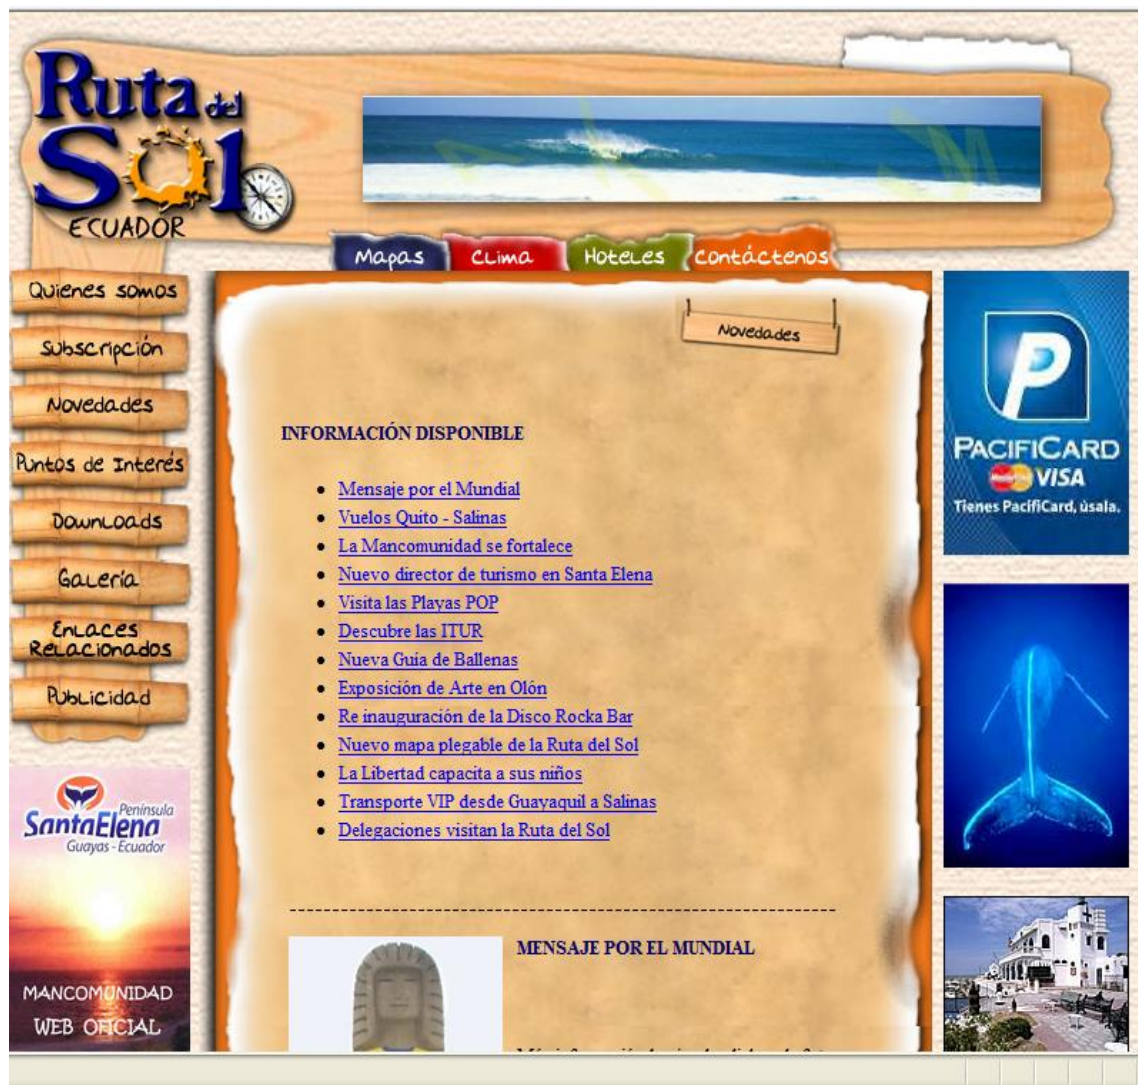 Ruta del
Sol
ECUADOR
Mapas
Clima
Hoteles
Contáctenos
Quienes somos
Subscripción
Novedades
Puntos de Interés
Downloads
Galería
Enlaces
Relacionados
Publicidad
Península
SantaElena
Guayas - Ecuador
MANCOMUNIDAD
WEB OFICIAL
Novedades
INFORMACIÓN DISPONIBLE
Mensaje por el Mundial
Vuelos Quito - Salinas
La Mancomunidad se fortalece
Nuevo director de turismo en Santa Elena
Visita las Playas POP
Descubre las ITUR
Nueva Guía de Ballenas
Exposición de Arte en Olón
Re inauguración de la Disco Rocka Bar
Nuevo mapa plegable de la Ruta del Sol
La Libertad capacita a sus niños
Transporte VIP desde Guayaquil a Salinas
Delegaciones visitan la Ruta del Sol
MENSAJE POR EL MUNDIAL
P
PACIFICARD
VISA
Tienes PacifiCard, úsala.